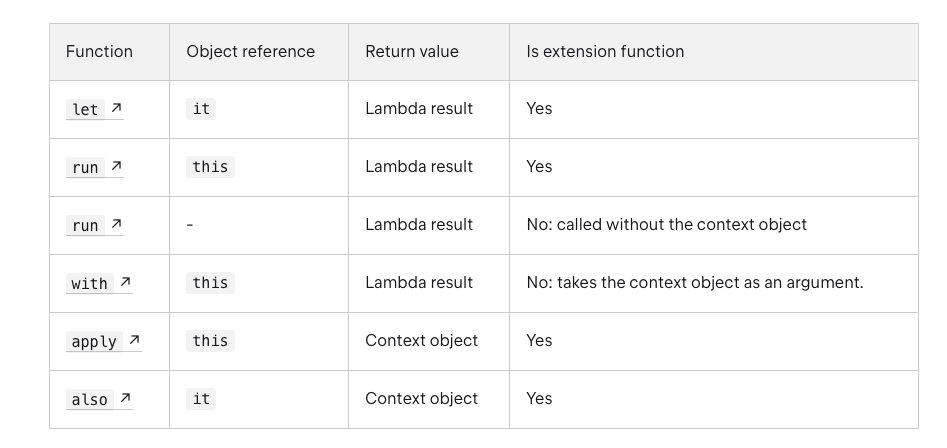 Function Object reference Return value Is extension function
let ↗ it Lambda result Yes
run ↗ this Lambda result Yes
run ↗ - Lambda result No: called without the context object
with ↗ this Lambda result No: takes the context object as an argument.
apply ↗ this Context object Yes
also ↗ it Context object Yes